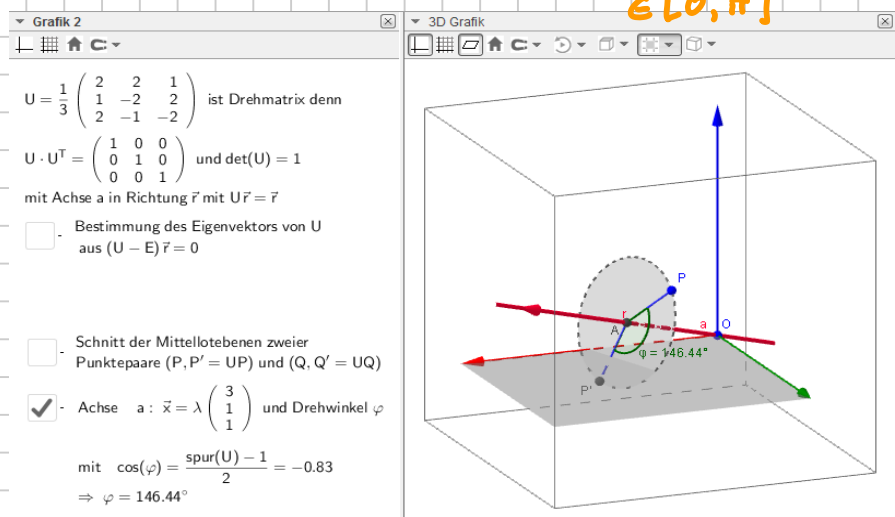 ∈[0,π]
Grafik 2
3D Grafik
U = 1/3 ( 2 2 1 ; 1 -2 2 ; 2 -1 -2 ) ist Drehmatrix denn
U · Uᵀ = ( 1 0 0 ; 0 1 0 ; 0 0 1 ) und det(U) = 1
mit Achse a in Richtung r⃗ mit U r⃗ = r⃗
- Bestimmung des Eigenvektors von U
aus (U − E) r⃗ = 0
- Schnitt der Mittellotebenen zweier
Punktepaare (P, P′ = UP) und (Q, Q′ = UQ)
- Achse a : x⃗ = λ ( 3 ; 1 ; 1 ) und Drehwinkel φ
mit cos(φ) = (spur(U) − 1)/2 = −0.83
⇒ φ = 146.44°
P
r
A
a
O
φ = 146.44°
P'